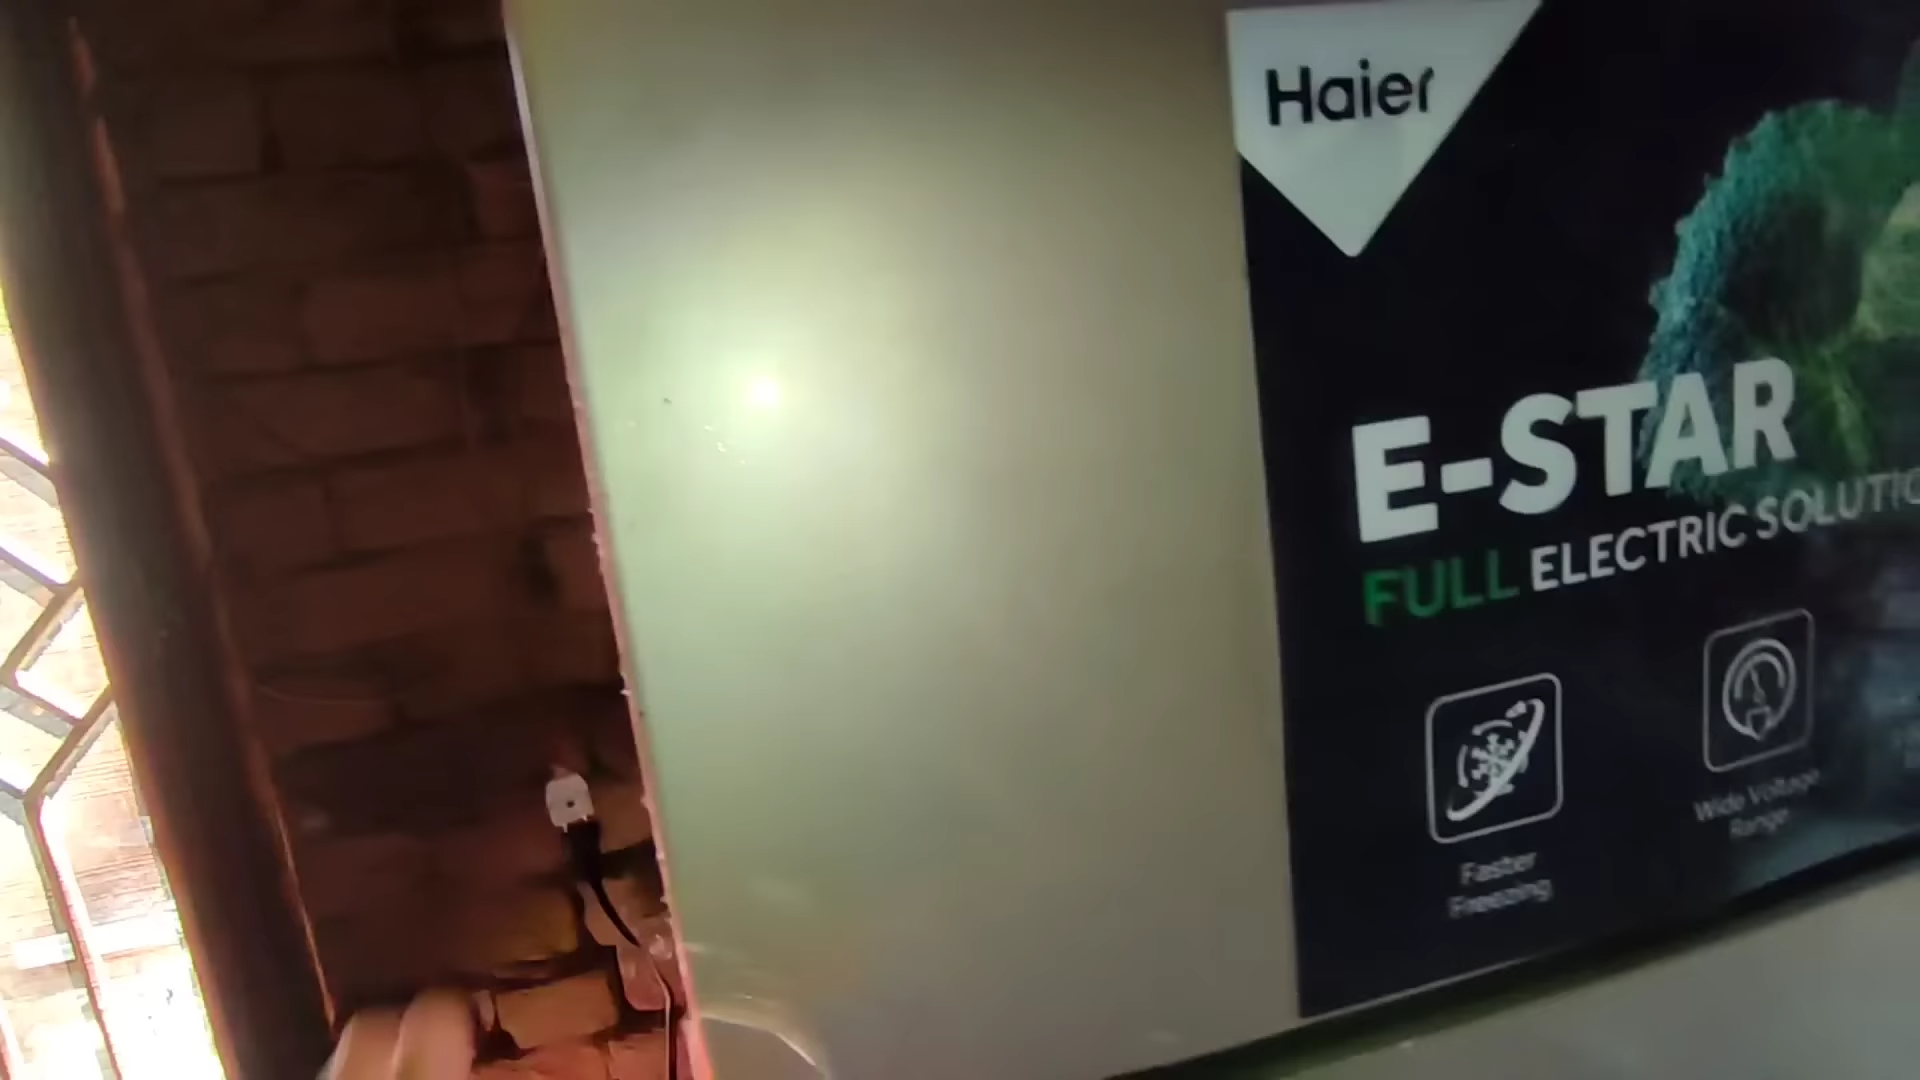 Haier
E-STAR
FULL ELECTRIC SOLUTIO
Faster
Freezing
Wide Voltage
Range